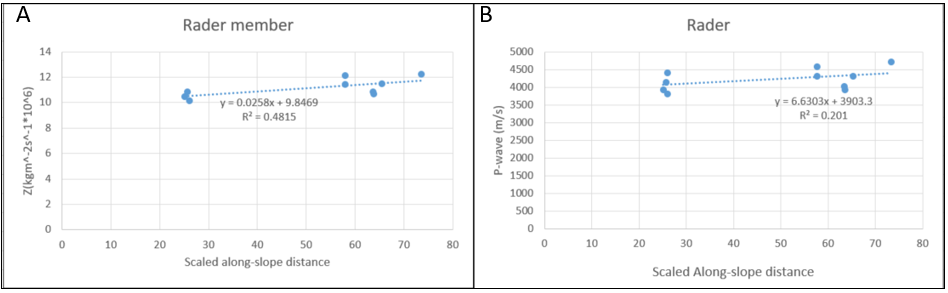 A
Rader member
Z(kgm^-2s^-1*10^6)
14
12
10
8
6
4
2
0
y = 0.0258x + 9.8469
R² = 0.4815
0 10 20 30 40 50 60 70 80
Scaled along-slope distance
B
Rader
P-wave (m/s)
5000
4500
4000
3500
3000
2500
2000
1500
1000
500
0
y = 6.6303x + 3903.3
R² = 0.201
0 10 20 30 40 50 60 70 80
Scaled Along-slope distance